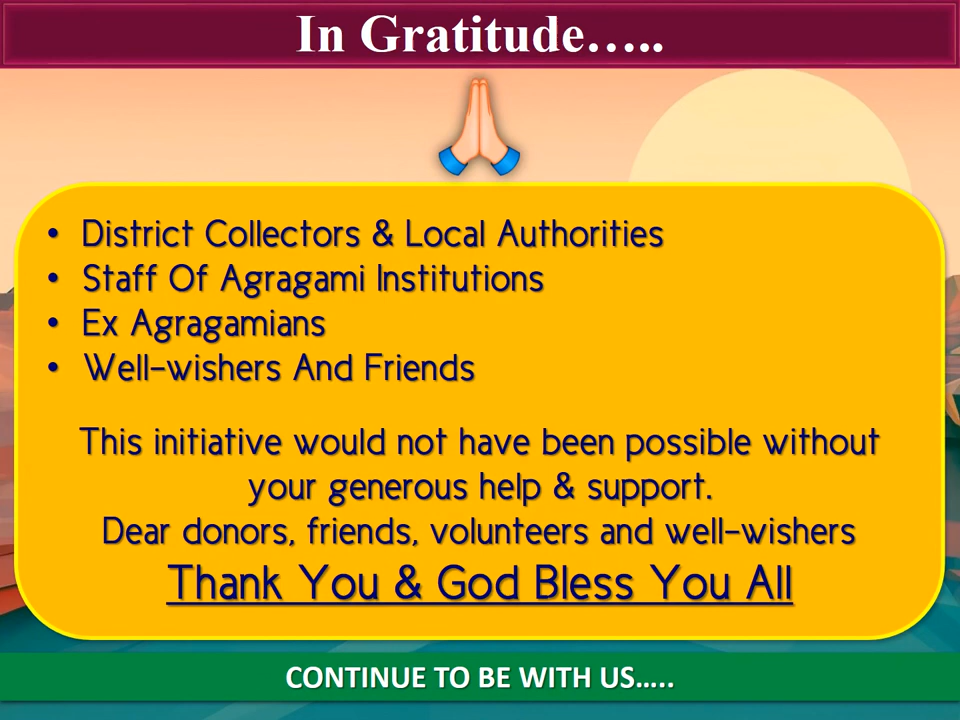 In Gratitude.....
• District Collectors & Local Authorities
• Staff Of Agragami Institutions
• Ex Agragamians
• Well-wishers And Friends
This initiative would not have been possible without
your generous help & support.
Dear donors, friends, volunteers and well-wishers
Thank You & God Bless You All
CONTINUE TO BE WITH US.....